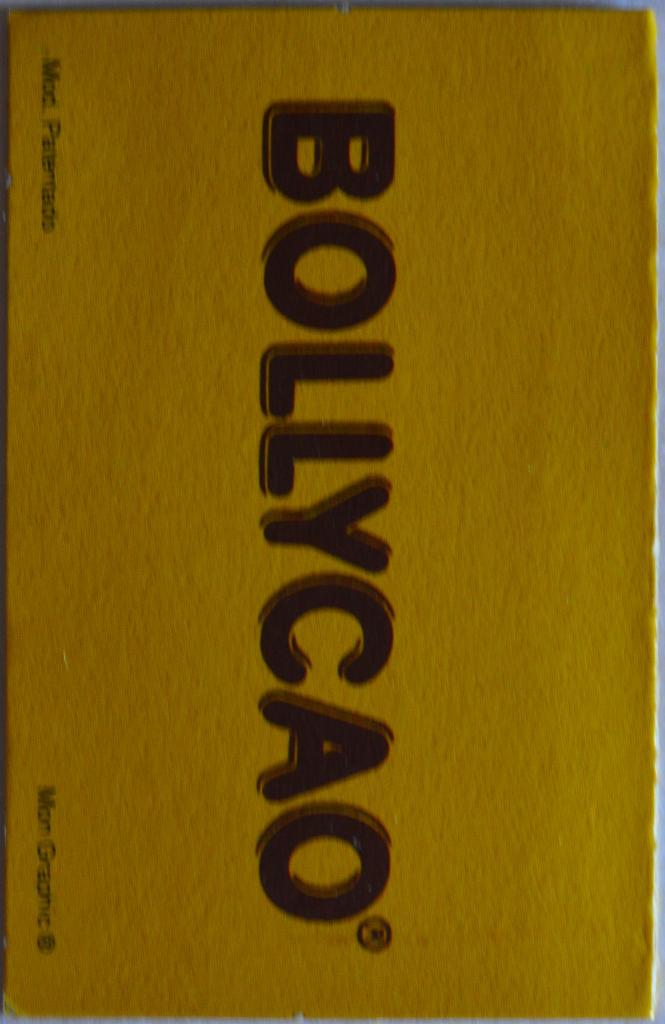 BOLLYCAO®
Mod. Patentado
Mon Graphic ®